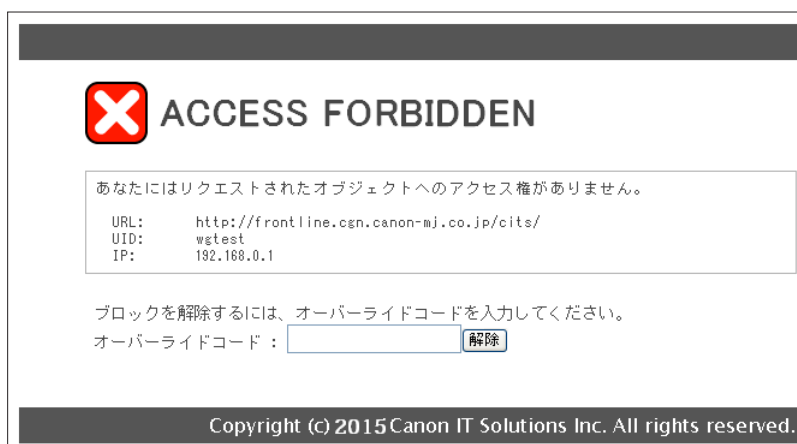 ACCESS FORBIDDEN
あなたにはリクエストされたオブジェクトへのアクセス権がありません。
URL: http://frontline.cgn.canon-mj.co.jp/cits/
UID: wgtest
IP: 192.168.0.1
ブロックを解除するには、オーバーライドコードを入力してください。
オーバーライドコード : 解除
Copyright (c) 2015 Canon IT Solutions Inc. All rights reserved.